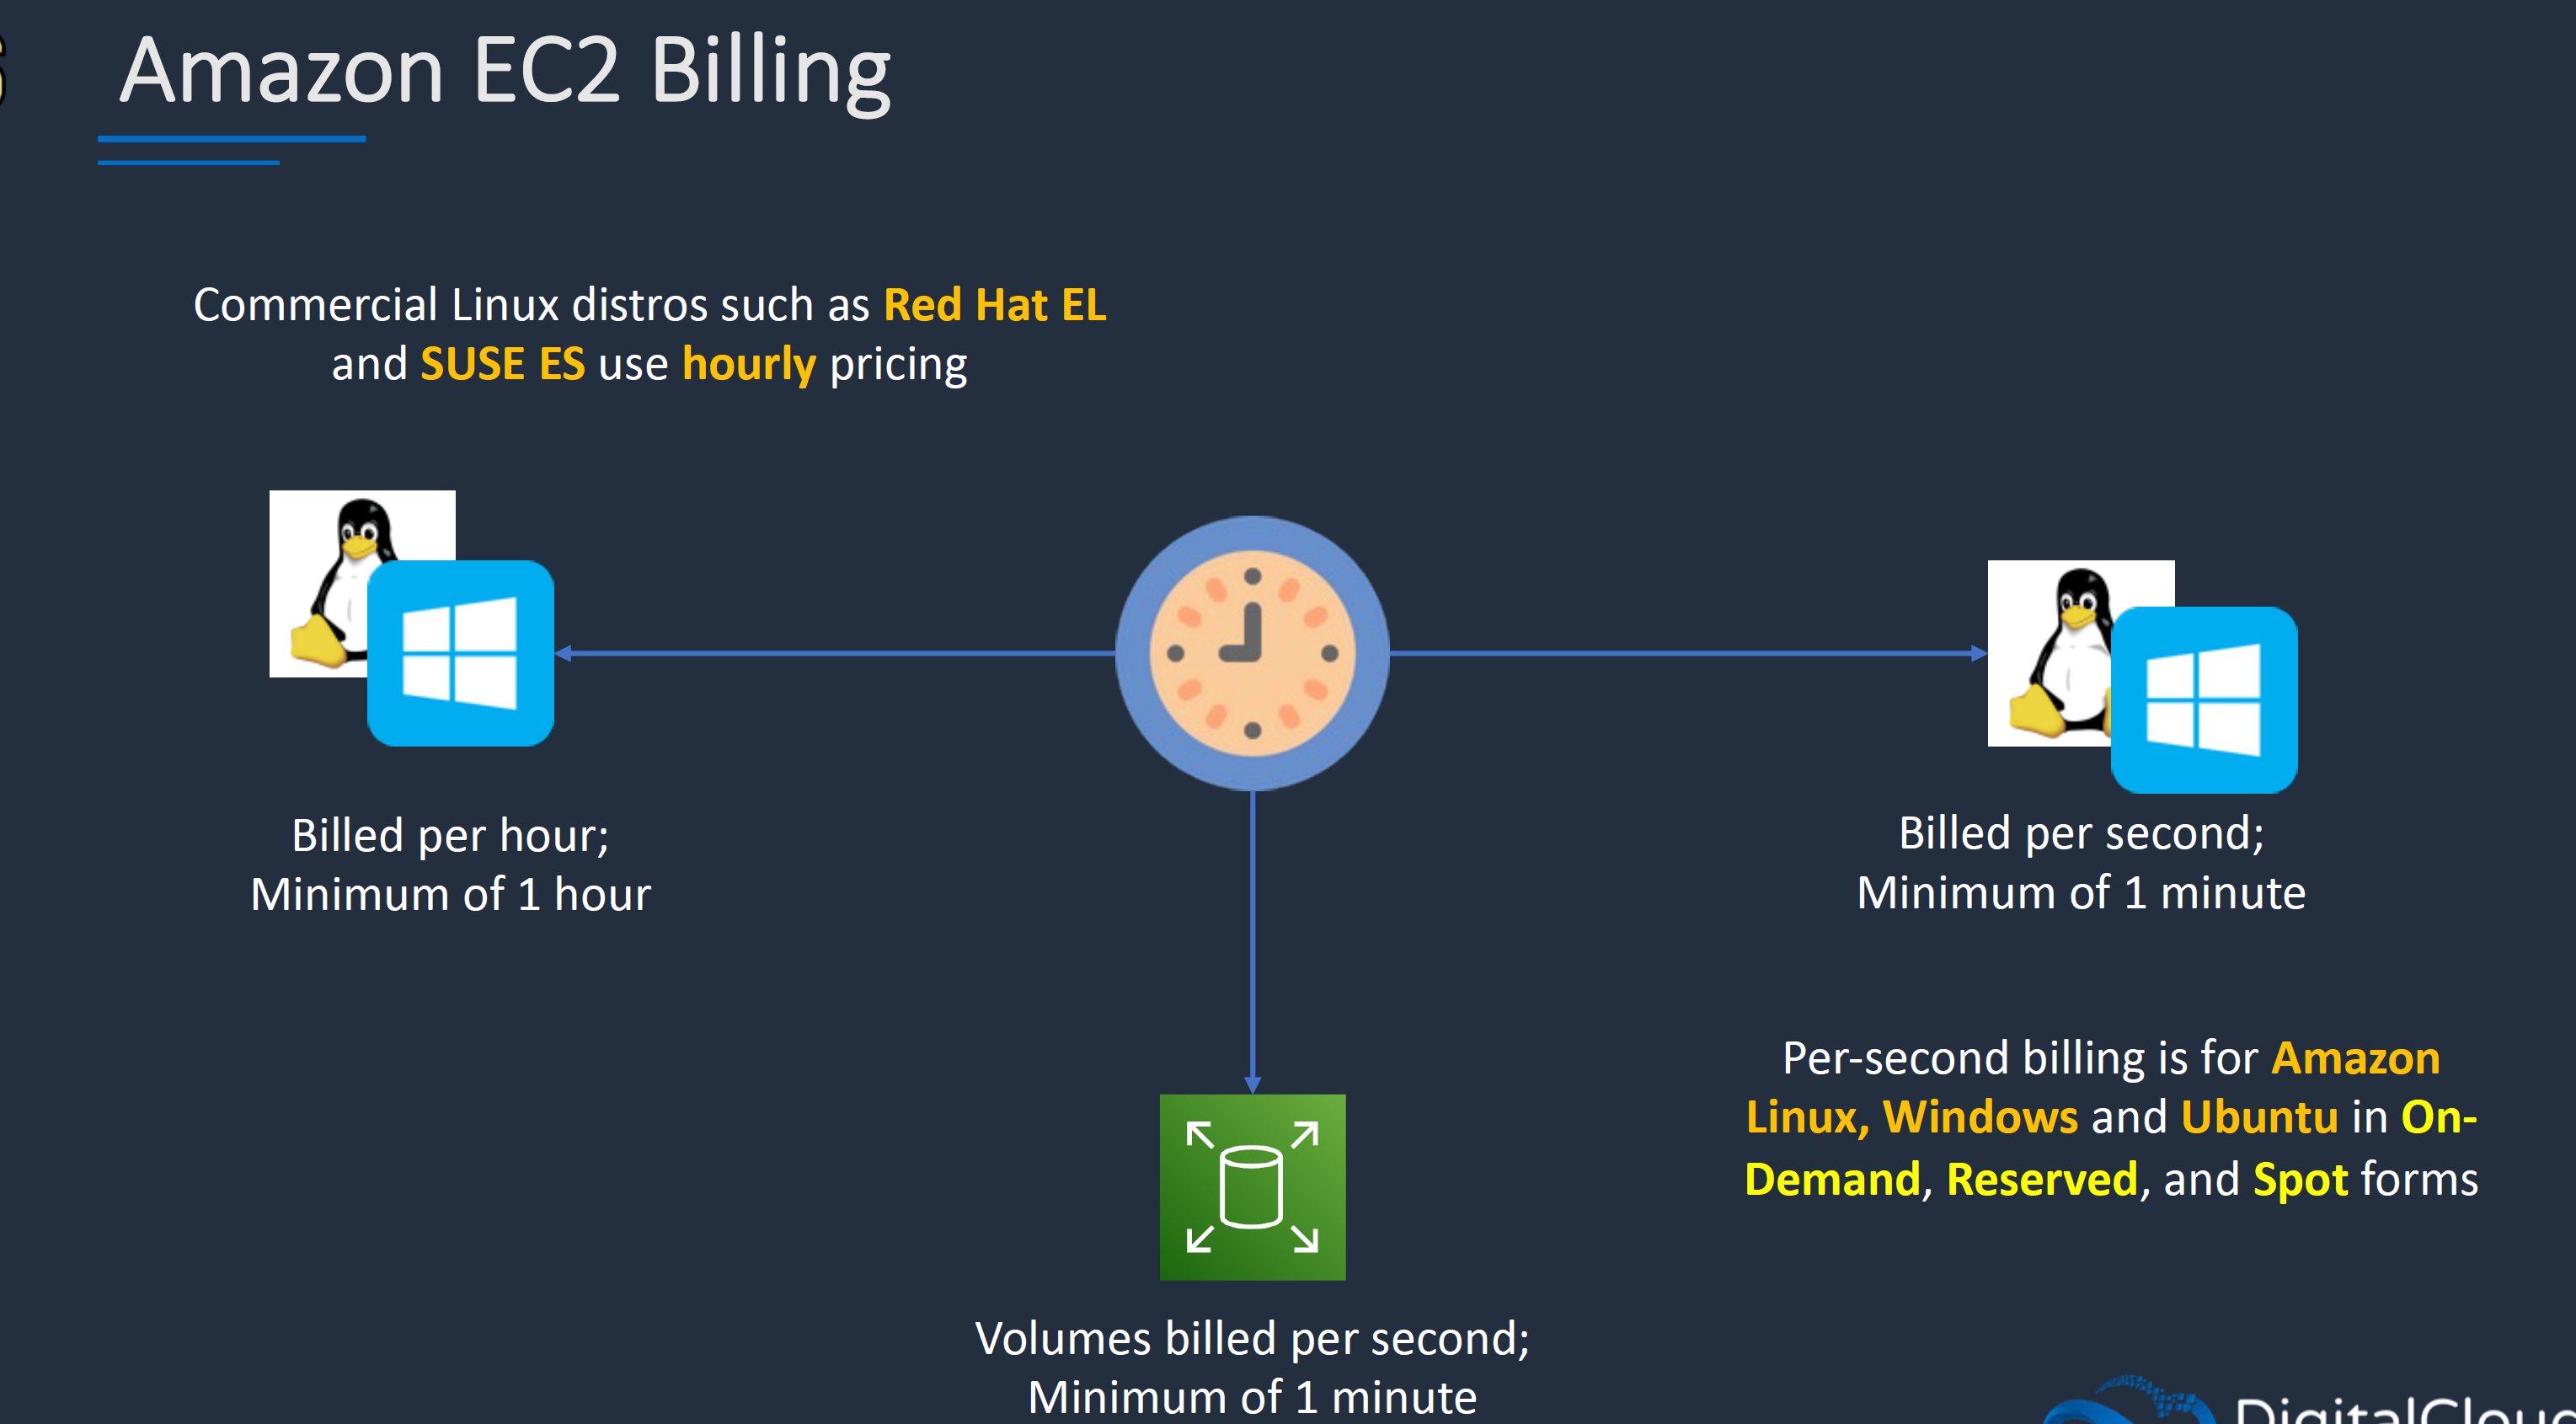 Amazon EC2 Billing
Commercial Linux distros such as Red Hat EL
and SUSE ES use hourly pricing
Billed per hour;
Minimum of 1 hour
Billed per second;
Minimum of 1 minute
Per-second billing is for Amazon
Linux, Windows and Ubuntu in On-
Demand, Reserved, and Spot forms
Volumes billed per second;
Minimum of 1 minute
DigitalCloud